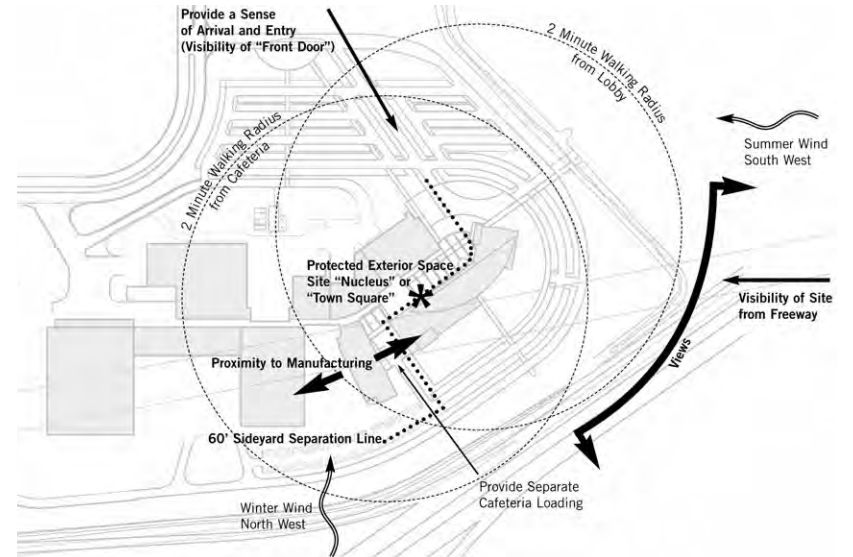 Provide a Sense
of Arrival and Entry
(Visibility of "Front Door")
2 Minute Walking Radius
from Lobby
2 Minute Walking Radius
from Cafeteria
Summer Wind
South West
Protected Exterior Space
Site "Nucleus" or
"Town Square"
Visibility of Site
from Freeway
Views
Proximity to Manufacturing
60' Sideyard Separation Line
Provide Separate
Cafeteria Loading
Winter Wind
North West